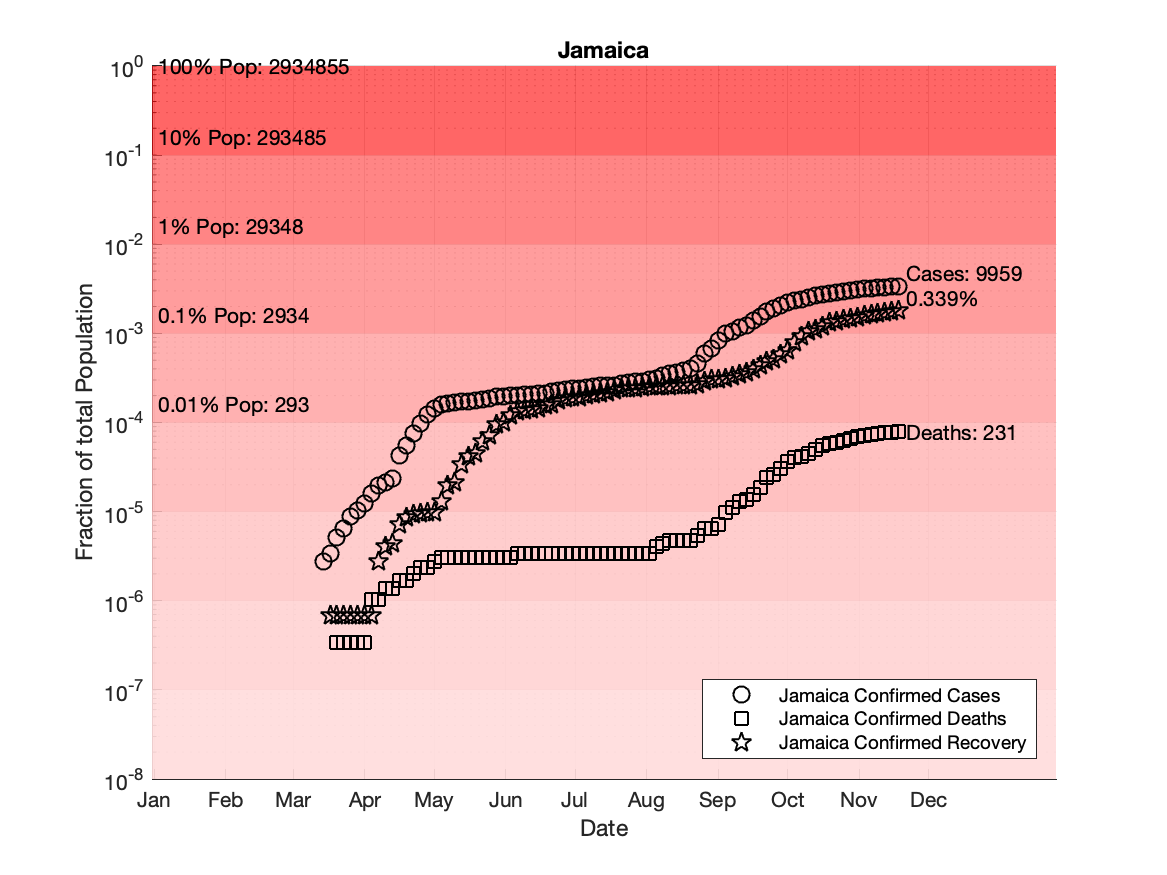 Jamaica
10^0
100% Pop: 2934855
10% Pop: 293485
10^-1
1% Pop: 29348
10^-2
Cases: 9959
0.339%
0.1% Pop: 2934
10^-3
0.01% Pop: 293
10^-4
Deaths: 231
10^-5
10^-6
10^-7
10^-8
Fraction of total Population
Jamaica Confirmed Cases
Jamaica Confirmed Deaths
Jamaica Confirmed Recovery
Jan Feb Mar Apr May Jun Jul Aug Sep Oct Nov Dec
Date